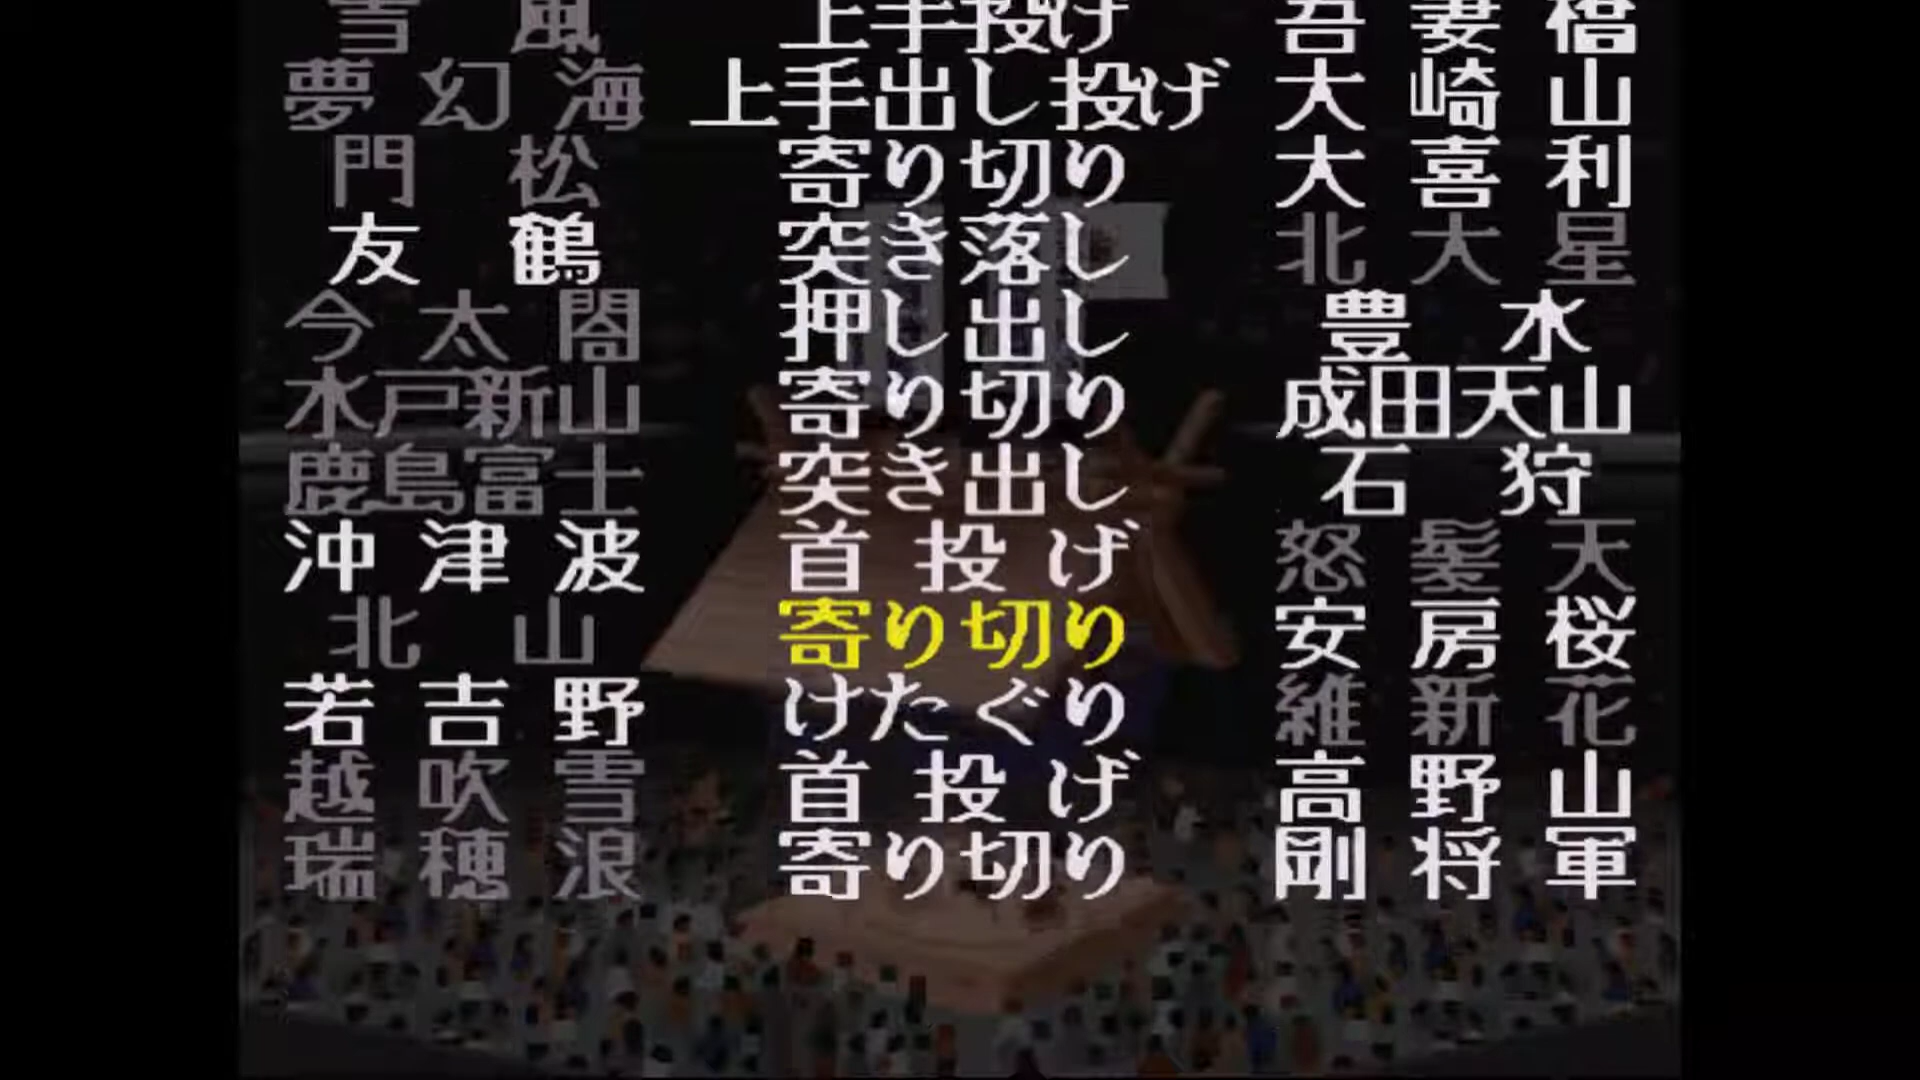 雪風 上手投げ 吾妻橋
夢幻海 上手出し投げ 大崎山
門松 寄り切り 大喜利
友鶴 突き落し 北大星
今太閤 押し出し 豊水
水戸新山 寄り切り 成田天山
鹿島富士 突き出し 石狩
沖津波 首投げ 怒髪天
北山 寄り切り 安房桜
若吉野 けたぐり 維新花
越吹雪 首投げ 高野山
瑞穂浪 寄り切り 剛将軍